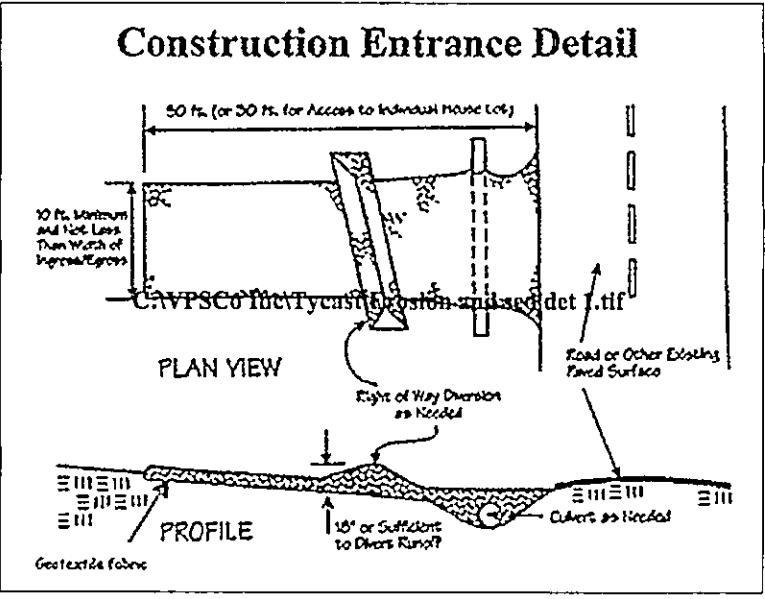 Construction Entrance Detail
50 ft. (or 30 ft. for Access to Individual House Lot)
10 ft. Minimum
and Not Less
Than Width of
Ingress/Egress
C:\VPSCo Inc\Tycast\Erosion and sed det 1.tif
PLAN VIEW
Road or Other Existing
Paved Surface
Right of Way Diversion
as Needed
18" or Sufficient
to Divert Runoff
Culvert as Needed
PROFILE
Geotextile fabric